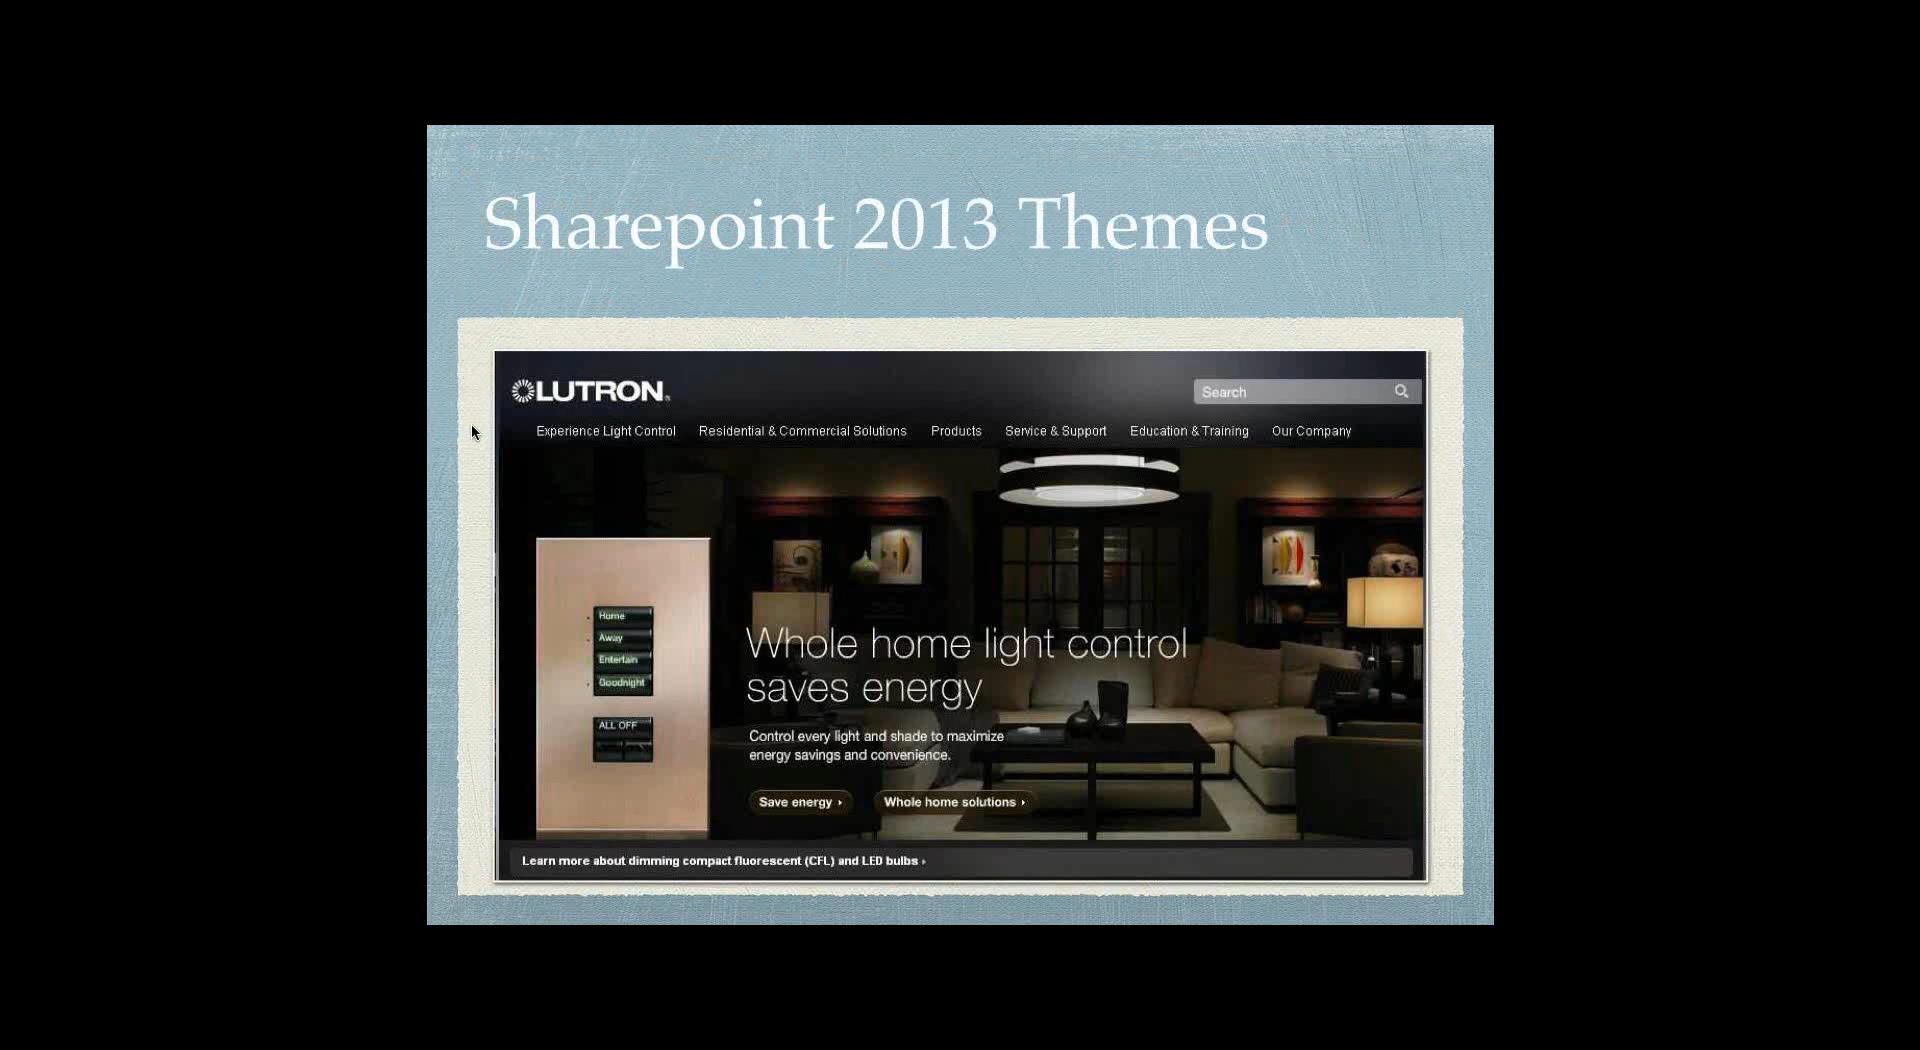 Sharepoint 2013 Themes
LUTRON®
Search
Experience Light Control Residential & Commercial Solutions Products Service & Support Education & Training Our Company
Home
Away
Entertain
Goodnight
ALL OFF
Whole home light control
saves energy
Control every light and shade to maximize
energy savings and convenience.
Save energy Whole home solutions
Learn more about dimming compact fluorescent (CFL) and LED bulbs